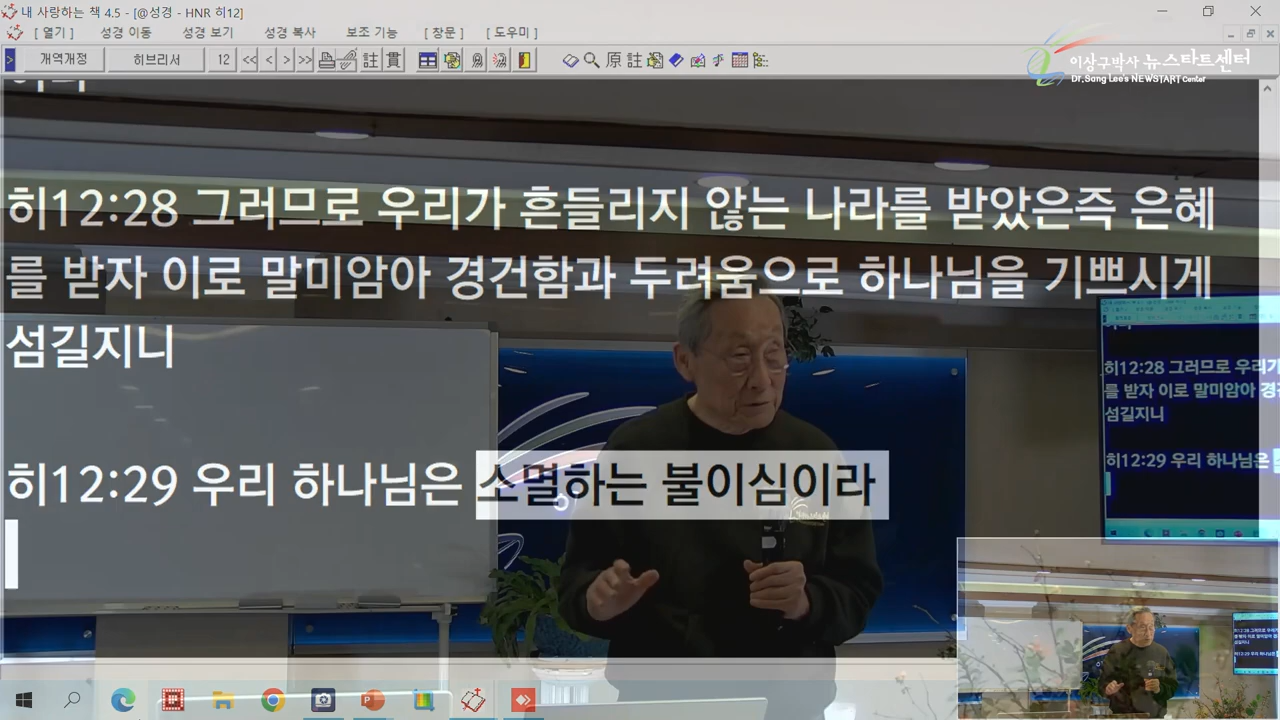 내 사랑하는 책 4.5 - [@성경 - HNR 히12]
[ 열기 ] 성경 이동 성경 보기 성경 복사 보조 기능 [ 창문 ] [ 도우미 ]
개역개정 히브리서 12 << < > >> 註 貫 原 註
이상구박사 뉴스타트센터
Dr. Sang Lee's NEWSTART Center
히12:28 그러므로 우리가 흔들리지 않는 나라를 받았은즉 은혜
를 받자 이로 말미암아 경건함과 두려움으로 하나님을 기쁘시게
섬길지니
히12:29 우리 하나님은 소멸하는 불이심이라
히12:28 그러므로 우리가
를 받자 이로 말미암아 경
섬길지니
히12:29 우리 하나님은